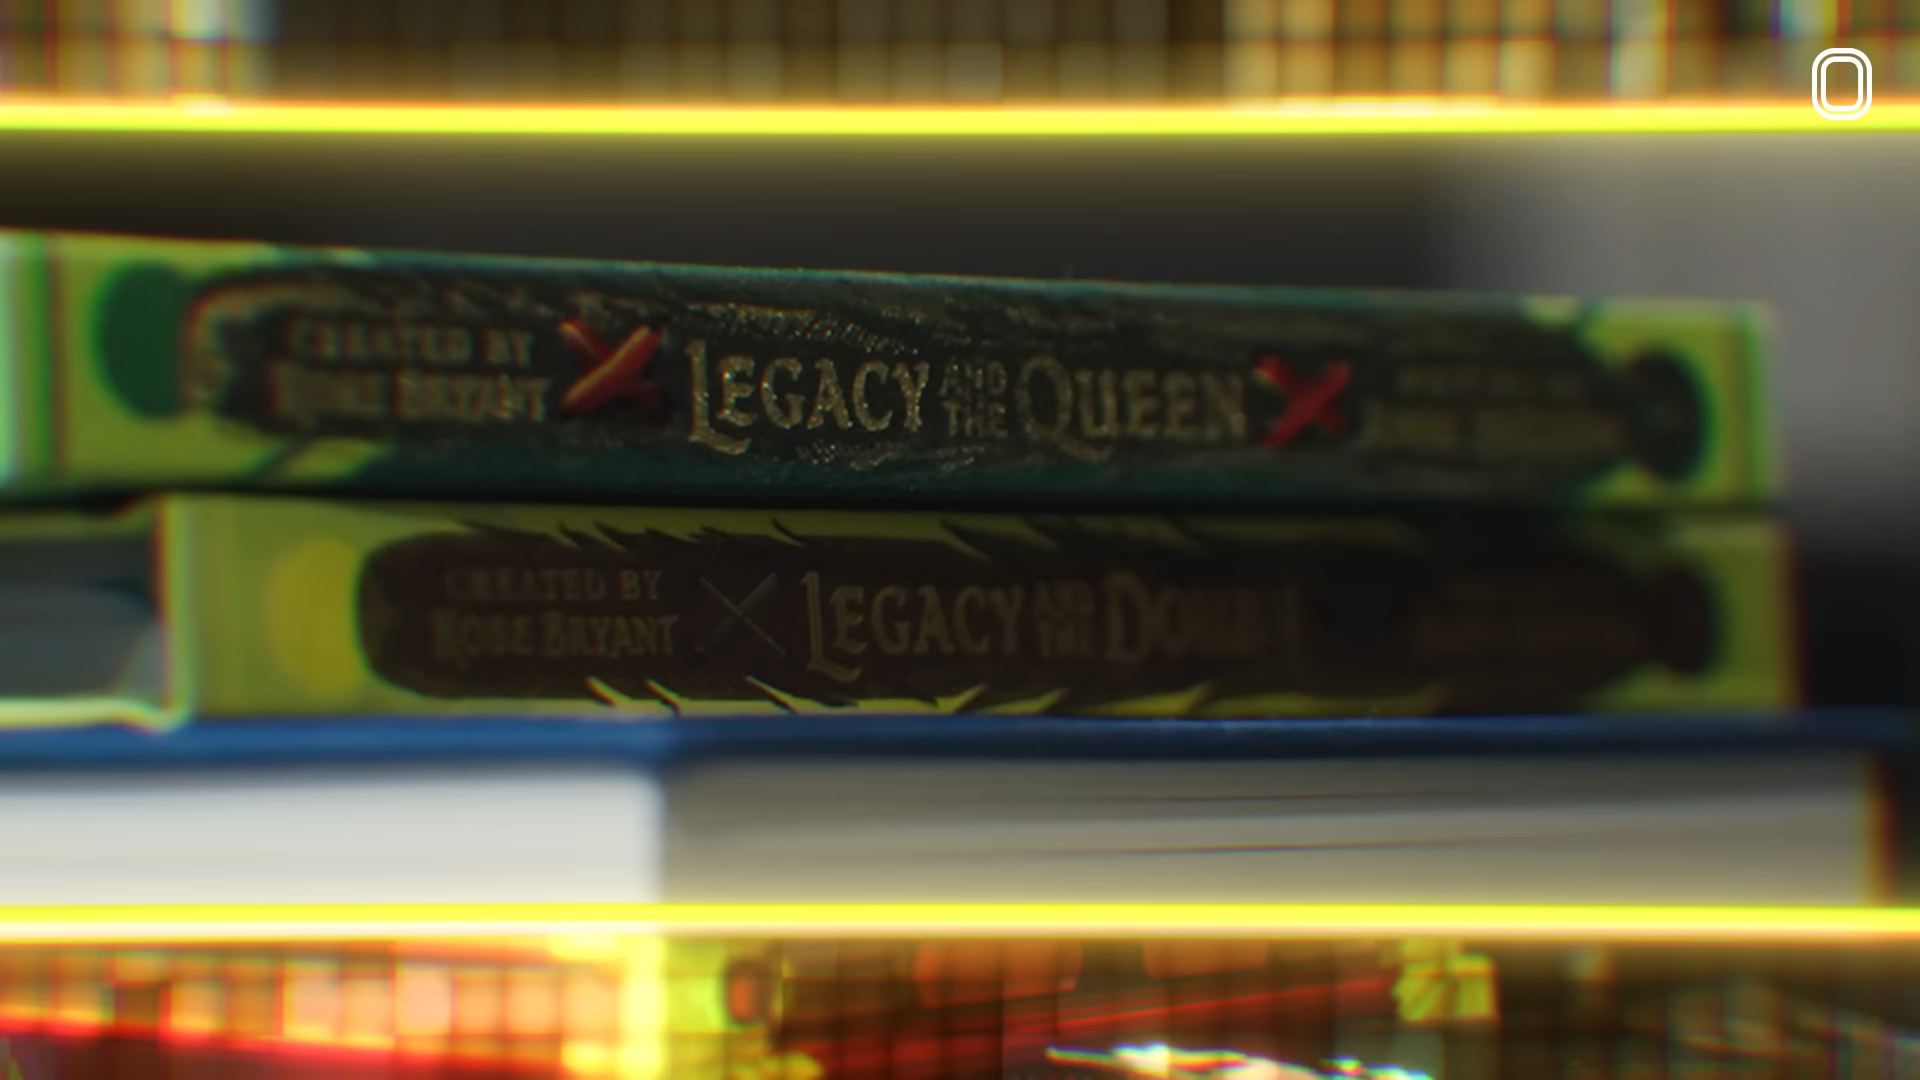 CREATED BY
KOBE BRYANT
LEGACY AND THE QUEEN
CREATED BY
KOBE BRYANT
LEGACY AND THE